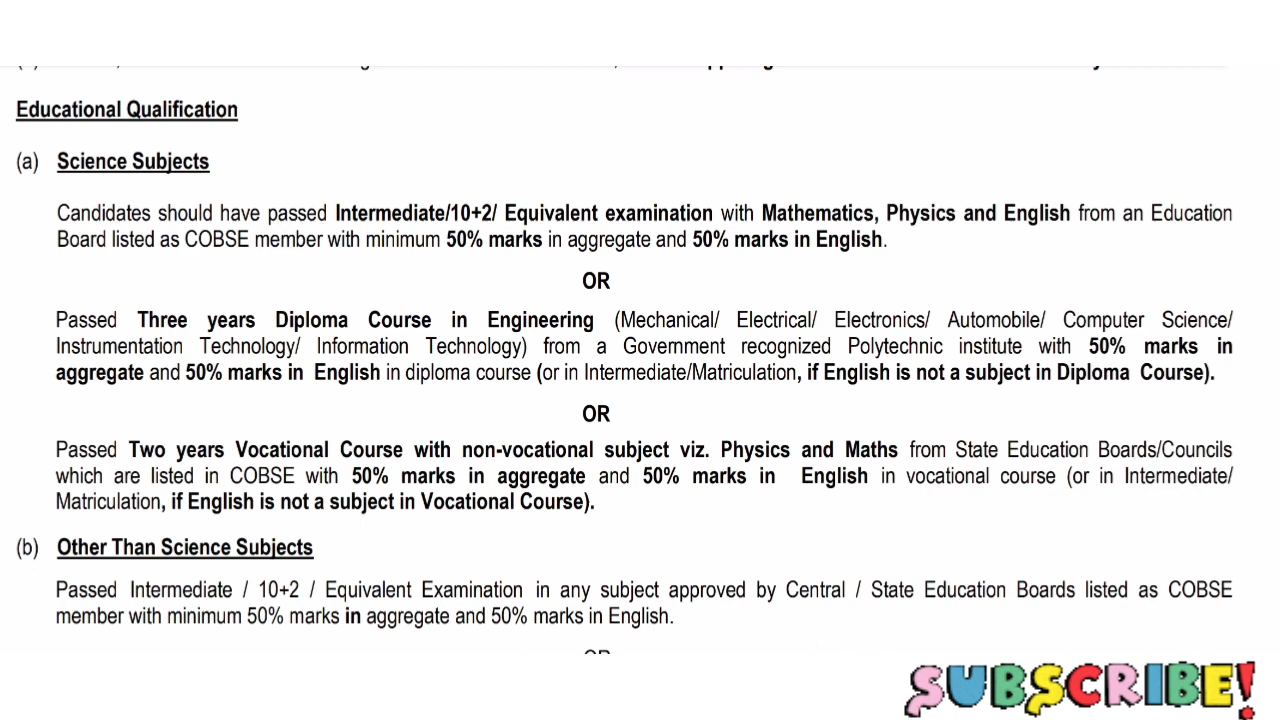 Educational Qualification
(a) Science Subjects
Candidates should have passed Intermediate/10+2/ Equivalent examination with Mathematics, Physics and English from an Education
Board listed as COBSE member with minimum 50% marks in aggregate and 50% marks in English.
OR
Passed Three years Diploma Course in Engineering (Mechanical/ Electrical/ Electronics/ Automobile/ Computer Science/
Instrumentation Technology/ Information Technology) from a Government recognized Polytechnic institute with 50% marks in
aggregate and 50% marks in English in diploma course (or in Intermediate/Matriculation, if English is not a subject in Diploma Course).
OR
Passed Two years Vocational Course with non-vocational subject viz. Physics and Maths from State Education Boards/Councils
which are listed in COBSE with 50% marks in aggregate and 50% marks in English in vocational course (or in Intermediate/
Matriculation, if English is not a subject in Vocational Course).
(b) Other Than Science Subjects
Passed Intermediate / 10+2 / Equivalent Examination in any subject approved by Central / State Education Boards listed as COBSE
member with minimum 50% marks in aggregate and 50% marks in English.
OR
SUBSCRIBE!